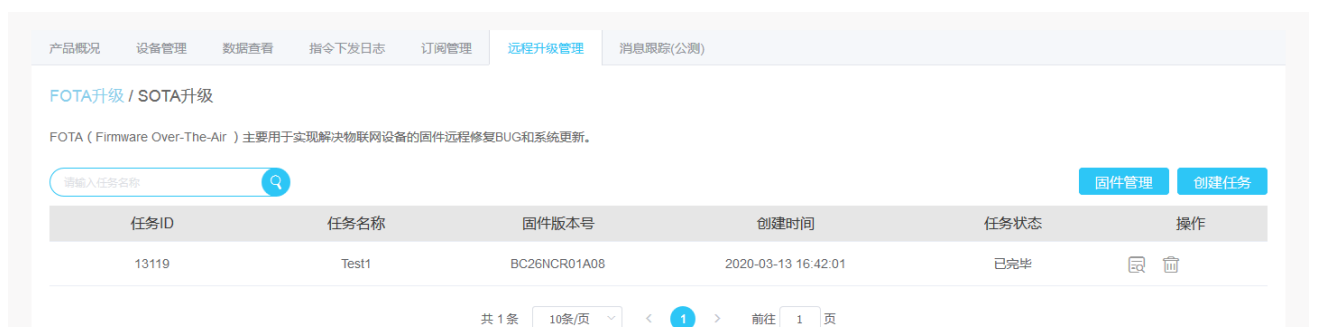 产品概况 设备管理 数据查看 指令下发日志 订阅管理 远程升级管理 消息跟踪(公测)
FOTA升级 / SOTA升级
FOTA（Firmware Over-The-Air ）主要用于实现解决物联网设备的固件远程修复BUG和系统更新。
请输入任务名称 固件管理 创建任务
任务ID 任务名称 固件版本号 创建时间 任务状态 操作
13119 Test1 BC26NCR01A08 2020-03-13 16:42:01 已完毕
共 1 条 10条/页 < 1 > 前往 1 页